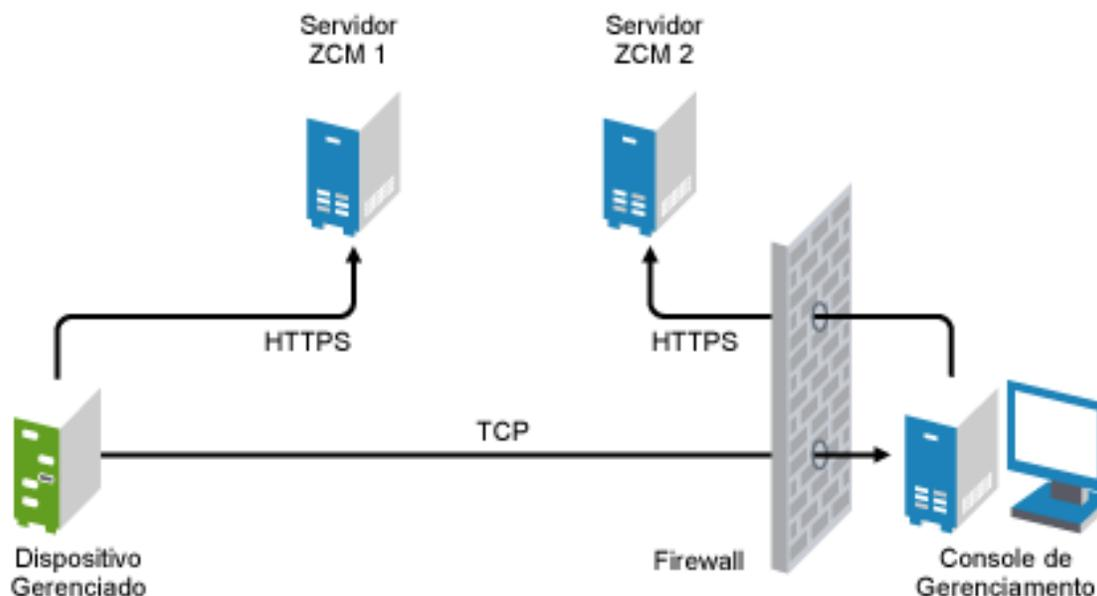 Servidor
ZCM 1
Servidor
ZCM 2
HTTPS
HTTPS
TCP
Dispositivo
Gerenciado
Firewall
Console de
Gerenciamento